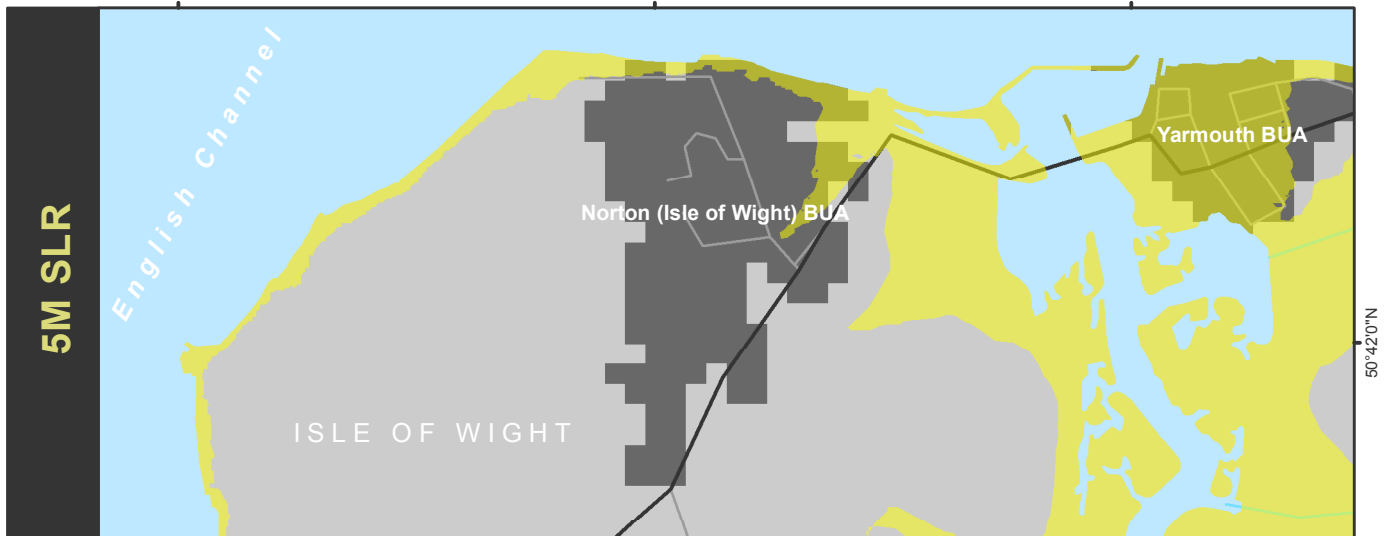 5M SLR
English Channel
Yarmouth BUA
Norton (Isle of Wight) BUA
ISLE OF WIGHT
50°42'0"N